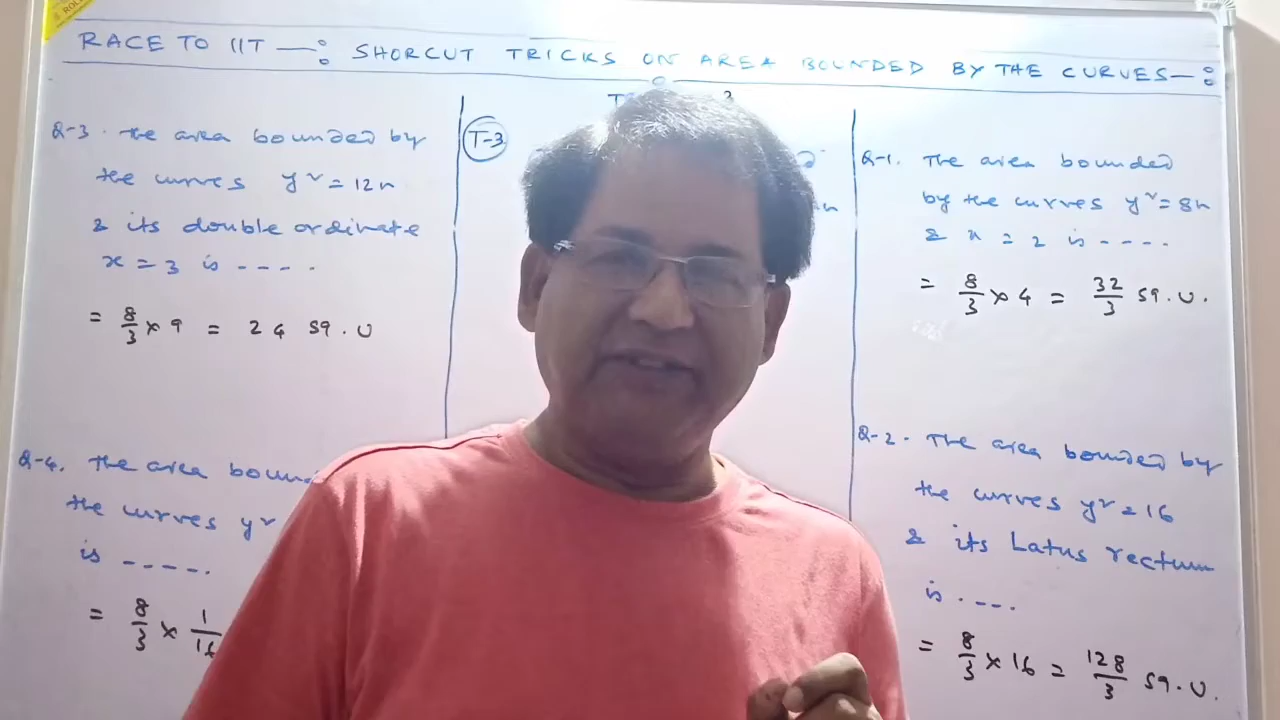 RACE TO IIT —: SHORCUT TRICKS ON AREA BOUNDED BY THE CURVES—:
Q-3. The area bounded by
the curves y² = 12x
& its double ordinate
x = 3 is ----.
= 8/3 × 9 = 24 sq.u
Q-4. The area
the curves y²
is -----.
= 8/3 × 1/16
T-3
Q-1. The area bounded
by the curves y² = 8x
& x = 2 is ----.
= 8/3 × 4 = 32/3 sq.u.
Q-2. The area bounded by
the curves y² = 16
& its Latus rectum
is ----.
= 8/3 × 16 = 128/3 sq.u.